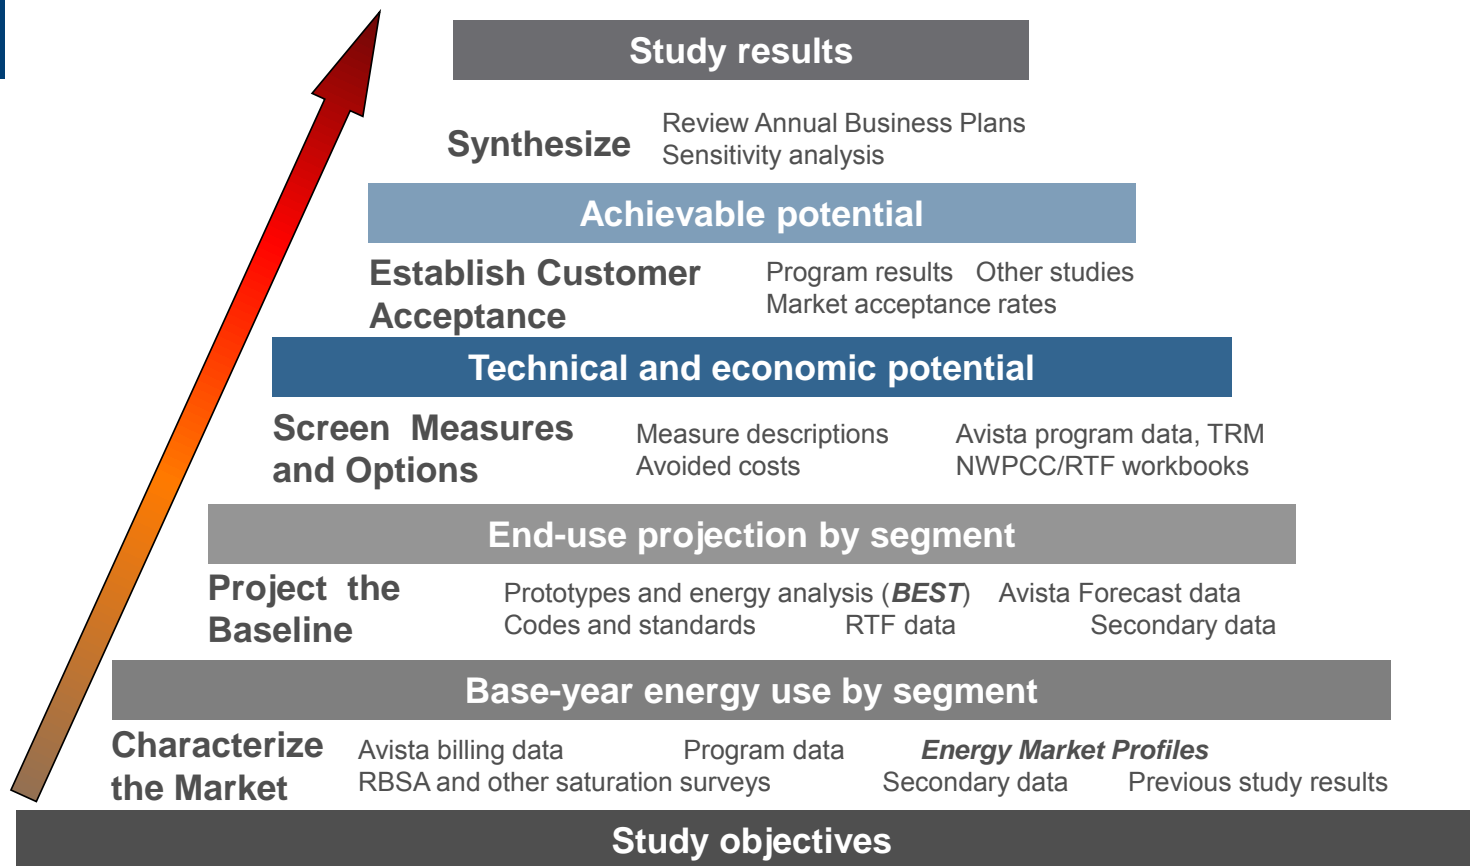 Study results
Synthesize
Review Annual Business Plans
Sensitivity analysis
Achievable potential
Establish Customer
Acceptance
Program results Other studies
Market acceptance rates
Technical and economic potential
Screen Measures
and Options
Measure descriptions Avista program data, TRM
Avoided costs NWPCC/RTF workbooks
End-use projection by segment
Project the
Baseline
Prototypes and energy analysis (BEST) Avista Forecast data
Codes and standards RTF data Secondary data
Base-year energy use by segment
Characterize
the Market
Avista billing data Program data Energy Market Profiles
RBSA and other saturation surveys Secondary data Previous study results
Study objectives